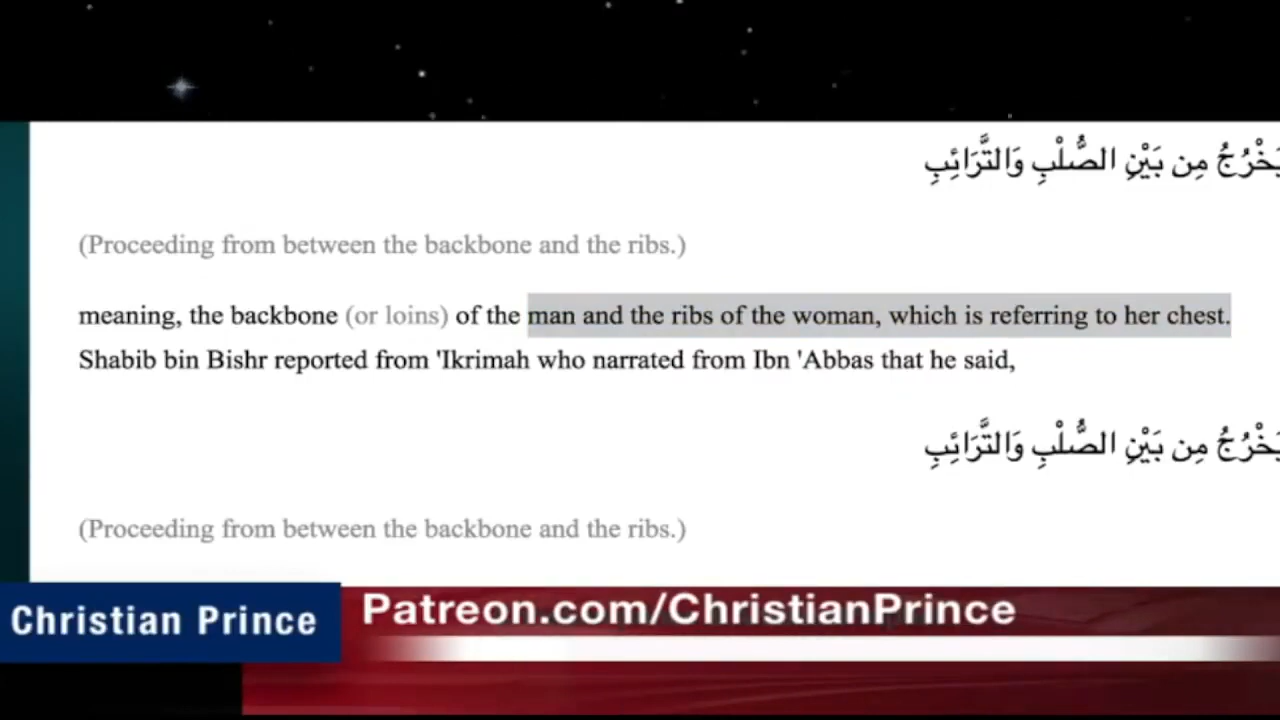 يَخْرُجُ مِن بَيْنِ الصُّلْبِ وَالتَّرَائِبِ
(Proceeding from between the backbone and the ribs.)
meaning, the backbone (or loins) of the man and the ribs of the woman, which is referring to her chest.
Shabib bin Bishr reported from 'Ikrimah who narrated from Ibn 'Abbas that he said,
يَخْرُجُ مِن بَيْنِ الصُّلْبِ وَالتَّرَائِبِ
(Proceeding from between the backbone and the ribs.)
Christian Prince
Patreon.com/ChristianPrince